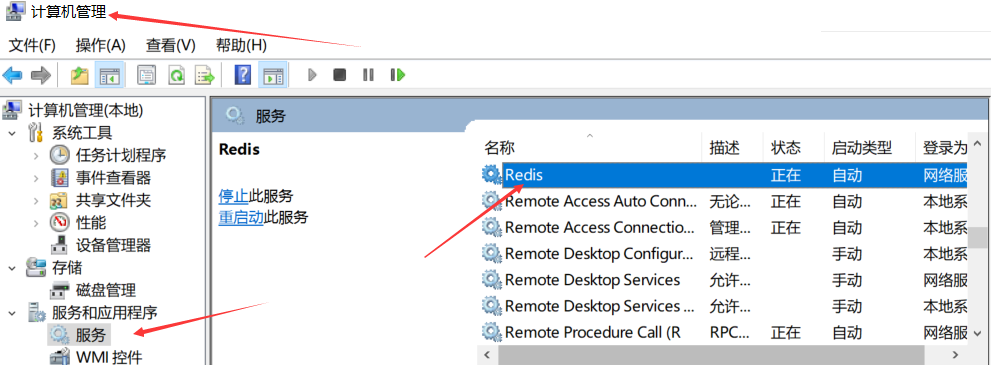 计算机管理
文件(F) 操作(A) 查看(V) 帮助(H)
计算机管理(本地)
系统工具
任务计划程序
事件查看器
共享文件夹
性能
设备管理器
存储
磁盘管理
服务和应用程序
服务
WMI 控件
服务
Redis
停止此服务
重启动此服务
名称 描述 状态 启动类型 登录为
Redis 正在 自动 网络服
Remote Access Auto Conn... 无论... 正在 自动 本地系
Remote Access Connectio... 管理... 正在 自动 本地系
Remote Desktop Configur... 远程... 手动 本地系
Remote Desktop Services 允许... 手动 网络服
Remote Desktop Services ... 允许... 手动 本地系
Remote Procedure Call (R RPC... 正在 自动 网络服